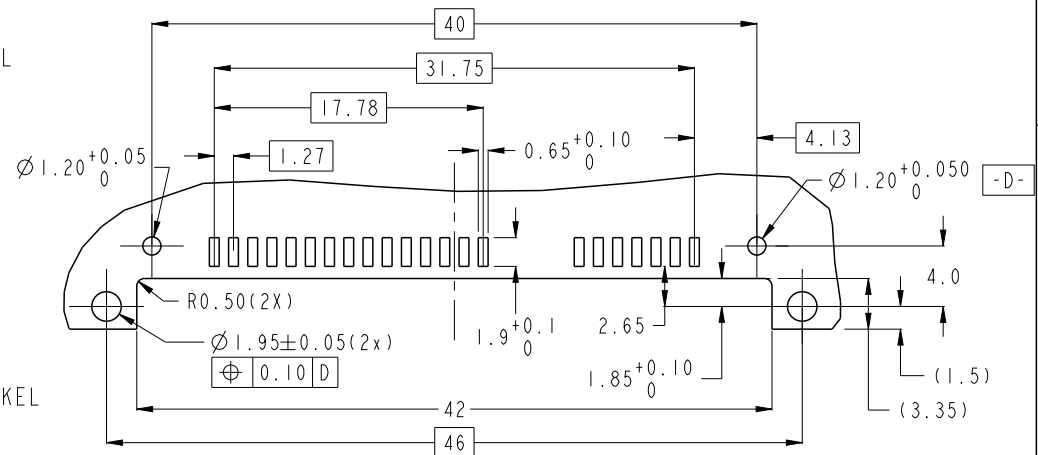 40
L
31.75
17.78
Ø1.20 +0.05 0
1.27
0.65 +0.10 0
4.13
Ø1.20 +0.050 0
-D-
R0.50(2X)
1.9 +0.1 0
2.65
4.0
Ø1.95±0.05(2x)
⌖ 0.10 D
1.85 +0.10 0
(1.5)
KEL
42
(3.35)
46